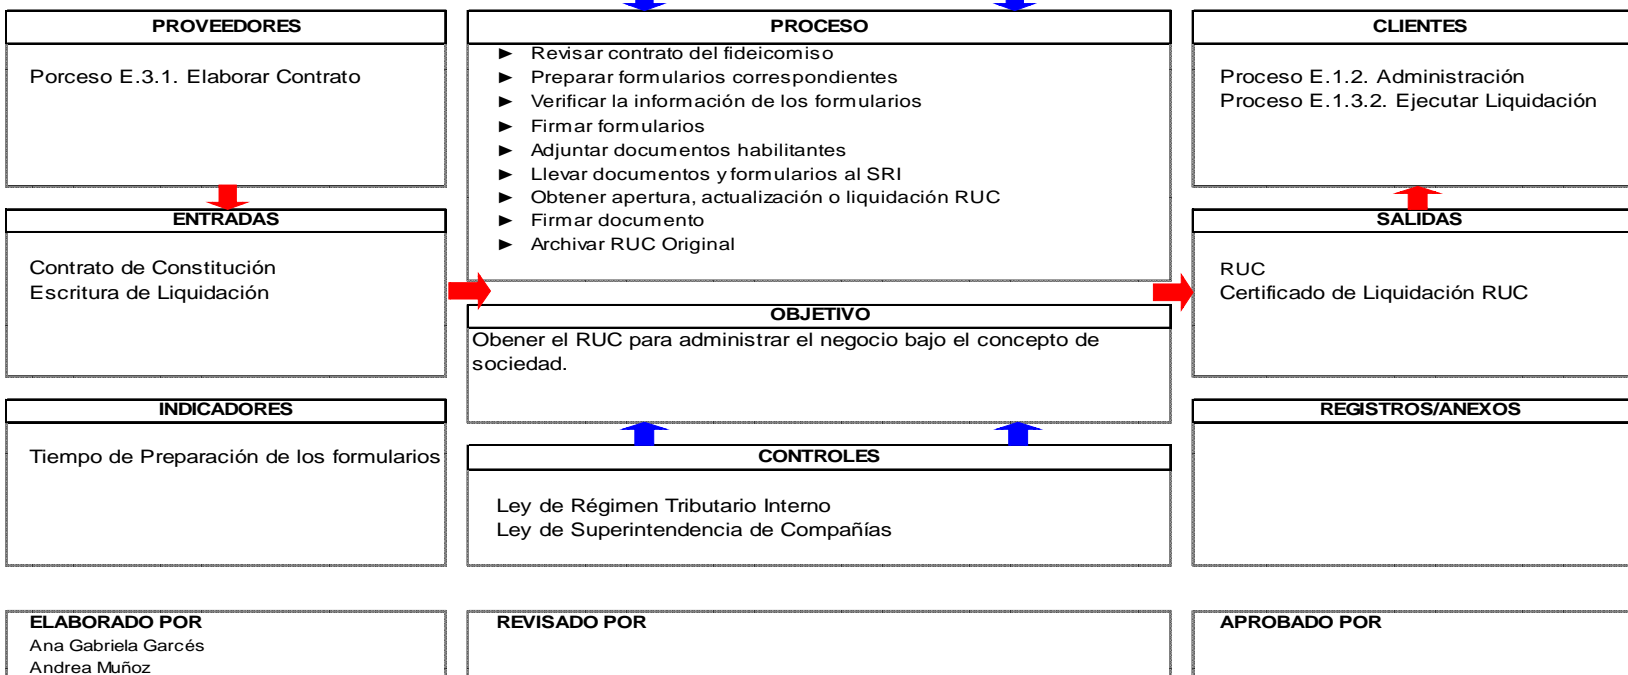 PROVEEDORES
Porceso E.3.1. Elaborar Contrato
PROCESO
► Revisar contrato del fideicomiso
► Preparar formularios correspondientes
► Verificar la información de los formularios
► Firmar formularios
► Adjuntar documentos habilitantes
► Llevar documentos y formularios al SRI
► Obtener apertura, actualización o liquidación RUC
► Firmar documento
► Archivar RUC Original
CLIENTES
Proceso E.1.2. Administración
Proceso E.1.3.2. Ejecutar Liquidación
ENTRADAS
Contrato de Constitución
Escritura de Liquidación
OBJETIVO
Obener el RUC para administrar el negocio bajo el concepto de
sociedad.
SALIDAS
RUC
Certificado de Liquidación RUC
INDICADORES
Tiempo de Preparación de los formularios
CONTROLES
Ley de Régimen Tributario Interno
Ley de Superintendencia de Compañías
REGISTROS/ANEXOS
ELABORADO POR
Ana Gabriela Garcés
Andrea Muñoz
REVISADO POR
APROBADO POR